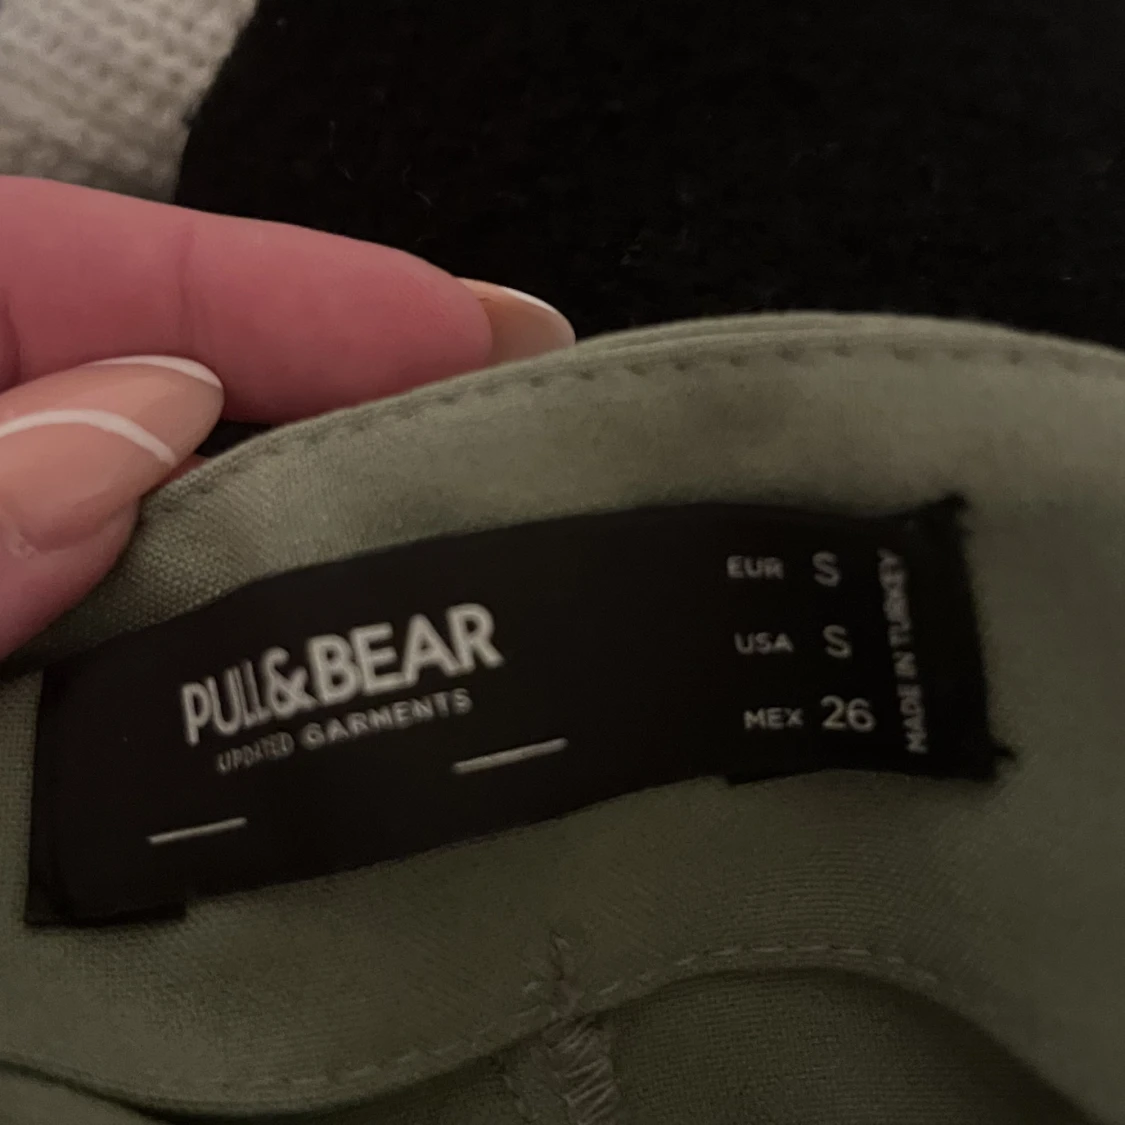 PULL&BEAR
UPDATED GARMENTS
EUR S
USA S
MEX 26
MADE IN TURKEY